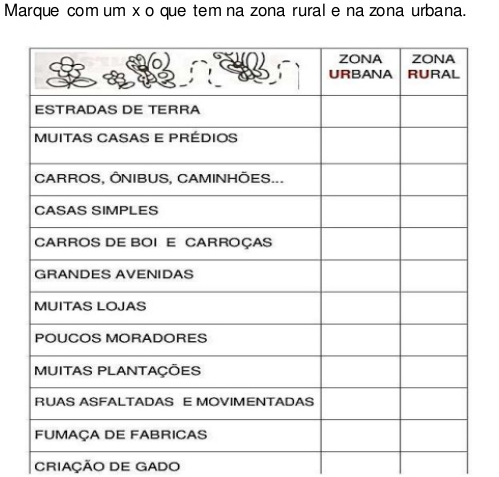 Marque com um x o que tem na zona rural e na zona urbana.
ZONA URBANA
ZONA RURAL
ESTRADAS DE TERRA
MUITAS CASAS E PRÉDIOS
CARROS, ÔNIBUS, CAMINHÕES...
CASAS SIMPLES
CARROS DE BOI E CARROÇAS
GRANDES AVENIDAS
MUITAS LOJAS
POUCOS MORADORES
MUITAS PLANTAÇÕES
RUAS ASFALTADAS E MOVIMENTADAS
FUMAÇA DE FABRICAS
CRIAÇÃO DE GADO